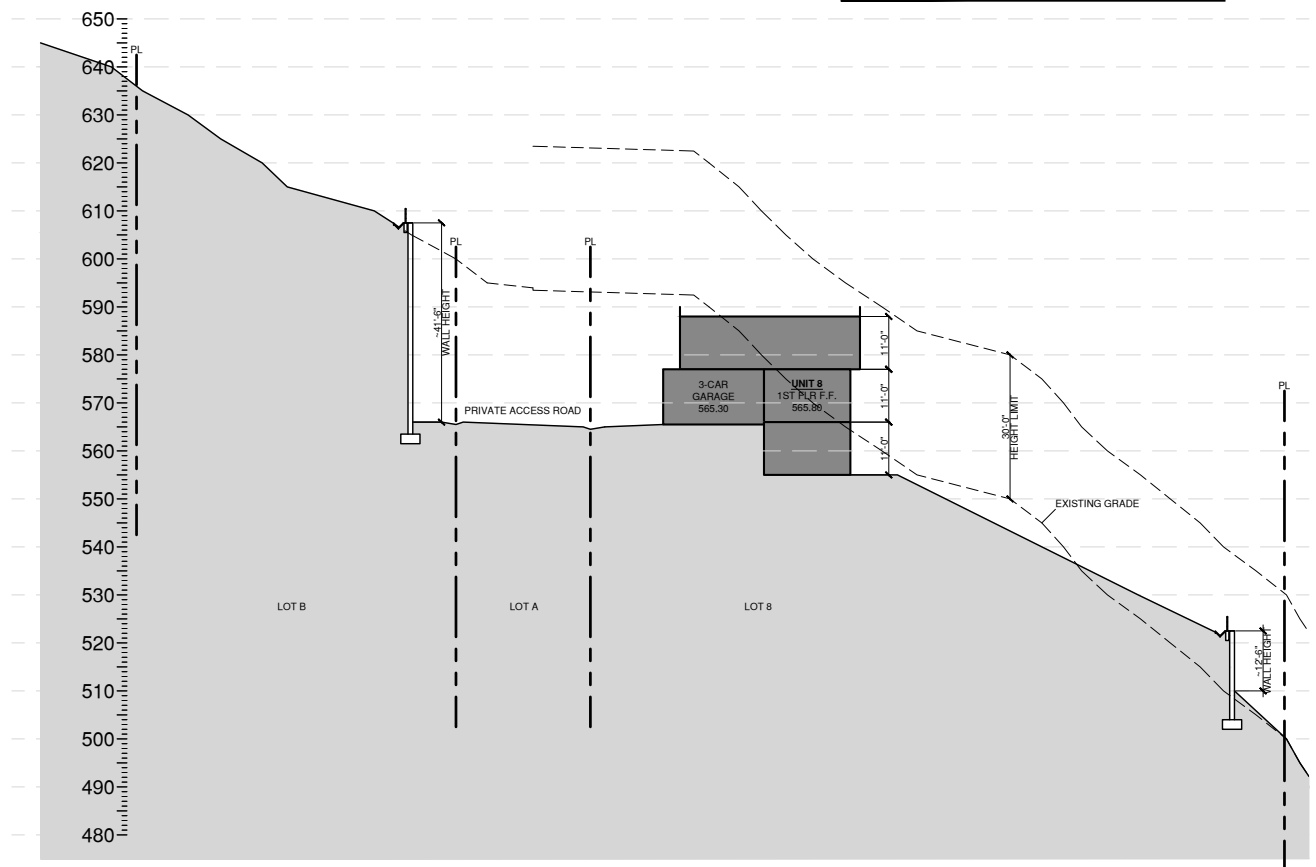 650
640
630
620
610
600
590
580
570
560
550
540
530
520
510
500
490
480
PL
PL
PL
PL
~41'-6"
WALL HEIGHT
PRIVATE ACCESS ROAD
3-CAR
GARAGE
565.30
UNIT 8
1ST FLR F.F.
565.80
11'-0"
11'-0"
11'-0"
30'-0"
HEIGHT LIMIT
EXISTING GRADE
LOT B
LOT A
LOT 8
~12'-6"
WALL HEIGHT